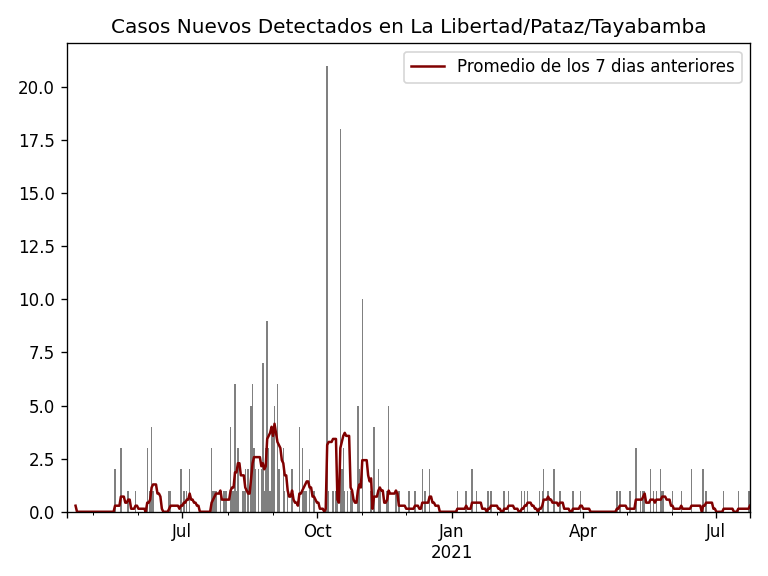 Casos Nuevos Detectados en La Libertad/Pataz/Tayabamba
Promedio de los 7 dias anteriores
20.0
17.5
15.0
12.5
10.0
7.5
5.0
2.5
0.0
Jul
Oct
Jan
2021
Apr
Jul